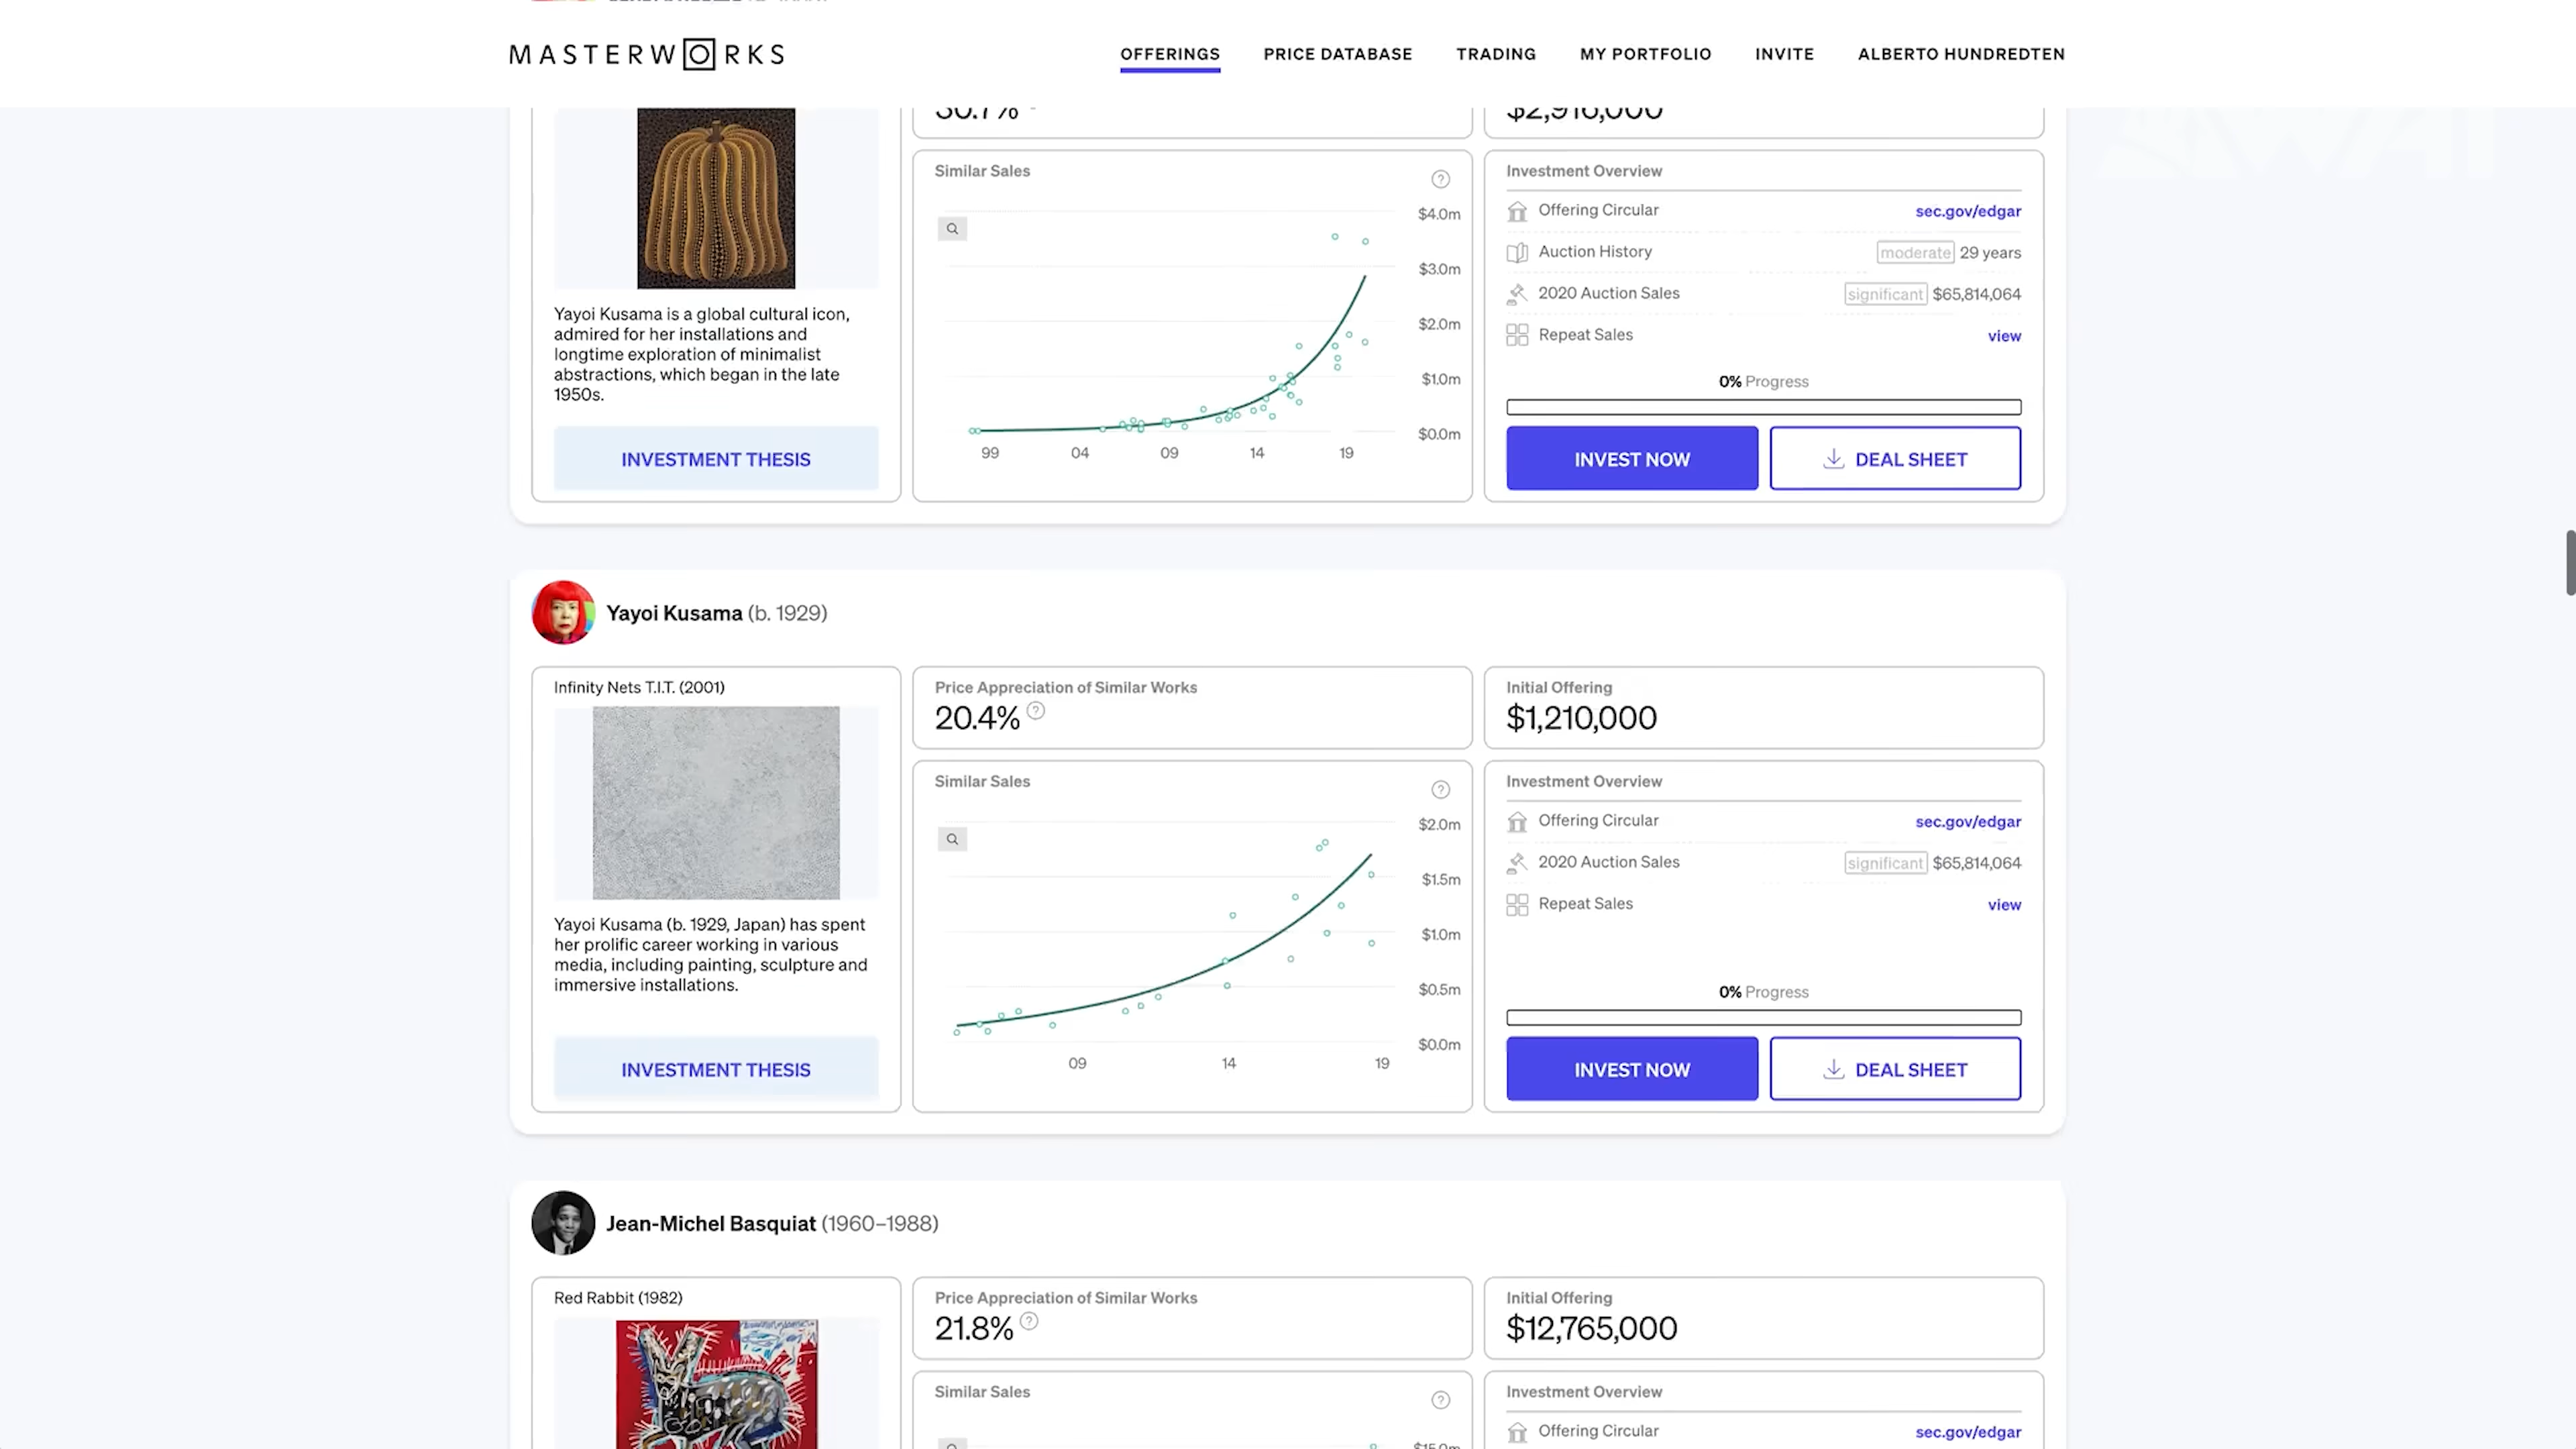 MASTERWORKS
OFFERINGS
PRICE DATABASE
TRADING
MY PORTFOLIO
INVITE
ALBERTO HUNDREDTEN
$2,916,000
Yayoi Kusama is a global cultural icon,
admired for her installations and
longtime exploration of minimalist
abstractions, which began in the late
1950s.
INVESTMENT THESIS
Similar Sales
?
$4.0m
$3.0m
$2.0m
$1.0m
$0.0m
99 04 09 14 19
Investment Overview
Offering Circular sec.gov/edgar
Auction History moderate 29 years
2020 Auction Sales significant $65,814,064
Repeat Sales view
0% Progress
INVEST NOW
DEAL SHEET
Yayoi Kusama (b. 1929)
Infinity Nets T.I.T. (2001)
Yayoi Kusama (b. 1929, Japan) has spent
her prolific career working in various
media, including painting, sculpture and
immersive installations.
INVESTMENT THESIS
Price Appreciation of Similar Works
20.4% ?
Similar Sales
?
$2.0m
$1.5m
$1.0m
$0.5m
$0.0m
09 14 19
Initial Offering
$1,210,000
Investment Overview
Offering Circular sec.gov/edgar
2020 Auction Sales significant $65,814,064
Repeat Sales view
0% Progress
INVEST NOW
DEAL SHEET
Jean-Michel Basquiat (1960–1988)
Red Rabbit (1982)
Price Appreciation of Similar Works
21.8% ?
Similar Sales
?
Initial Offering
$12,765,000
Investment Overview
Offering Circular sec.gov/edgar